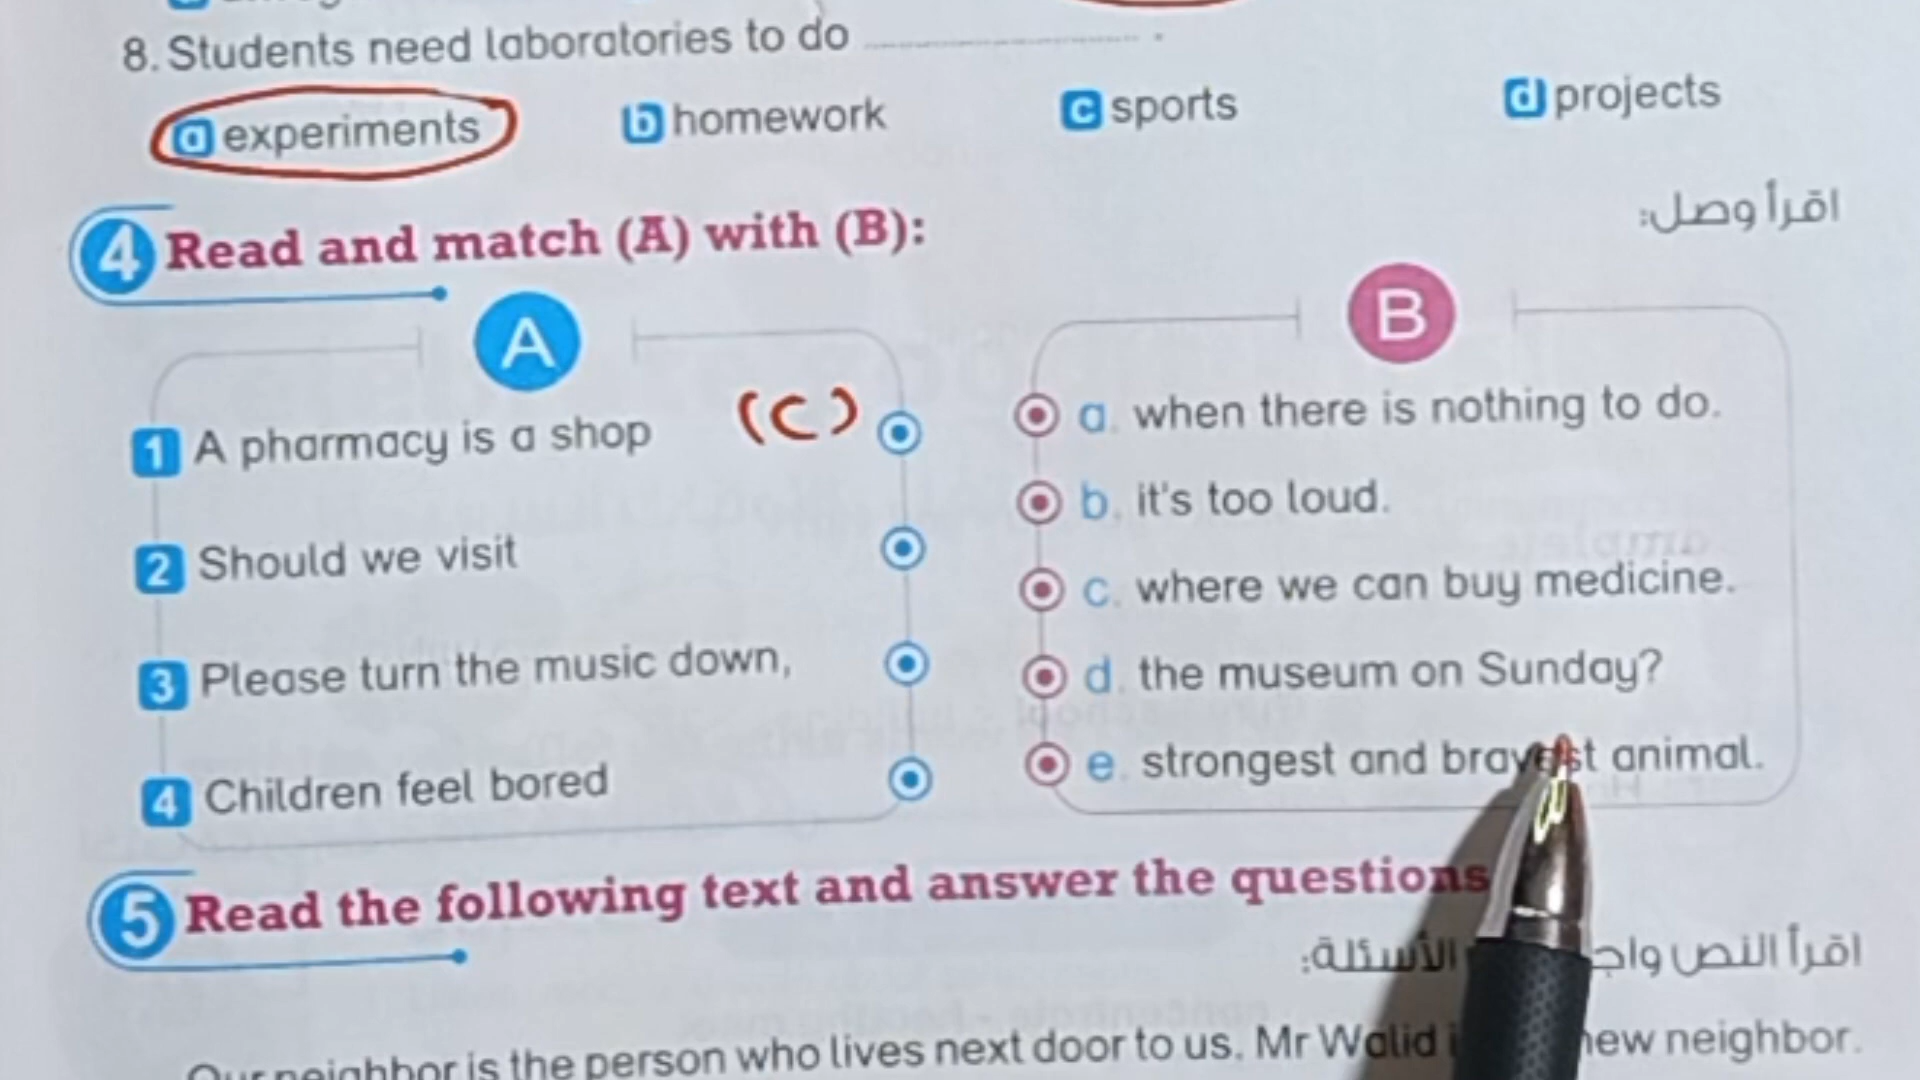 8. Students need laboratories to do .................... .
a experiments b homework c sports d projects
4 Read and match (A) with (B):
اقرأ وصل:
A
B
1 A pharmacy is a shop (C)
a. when there is nothing to do.
2 Should we visit
b. it's too loud.
3 Please turn the music down,
c. where we can buy medicine.
4 Children feel bored
d. the museum on Sunday?
e. strongest and bravest animal.
5 Read the following text and answer the questions
اقرأ النص الأسئلة:
Our neighbor is the person who lives next door to us. Mr Walid new neighbor.